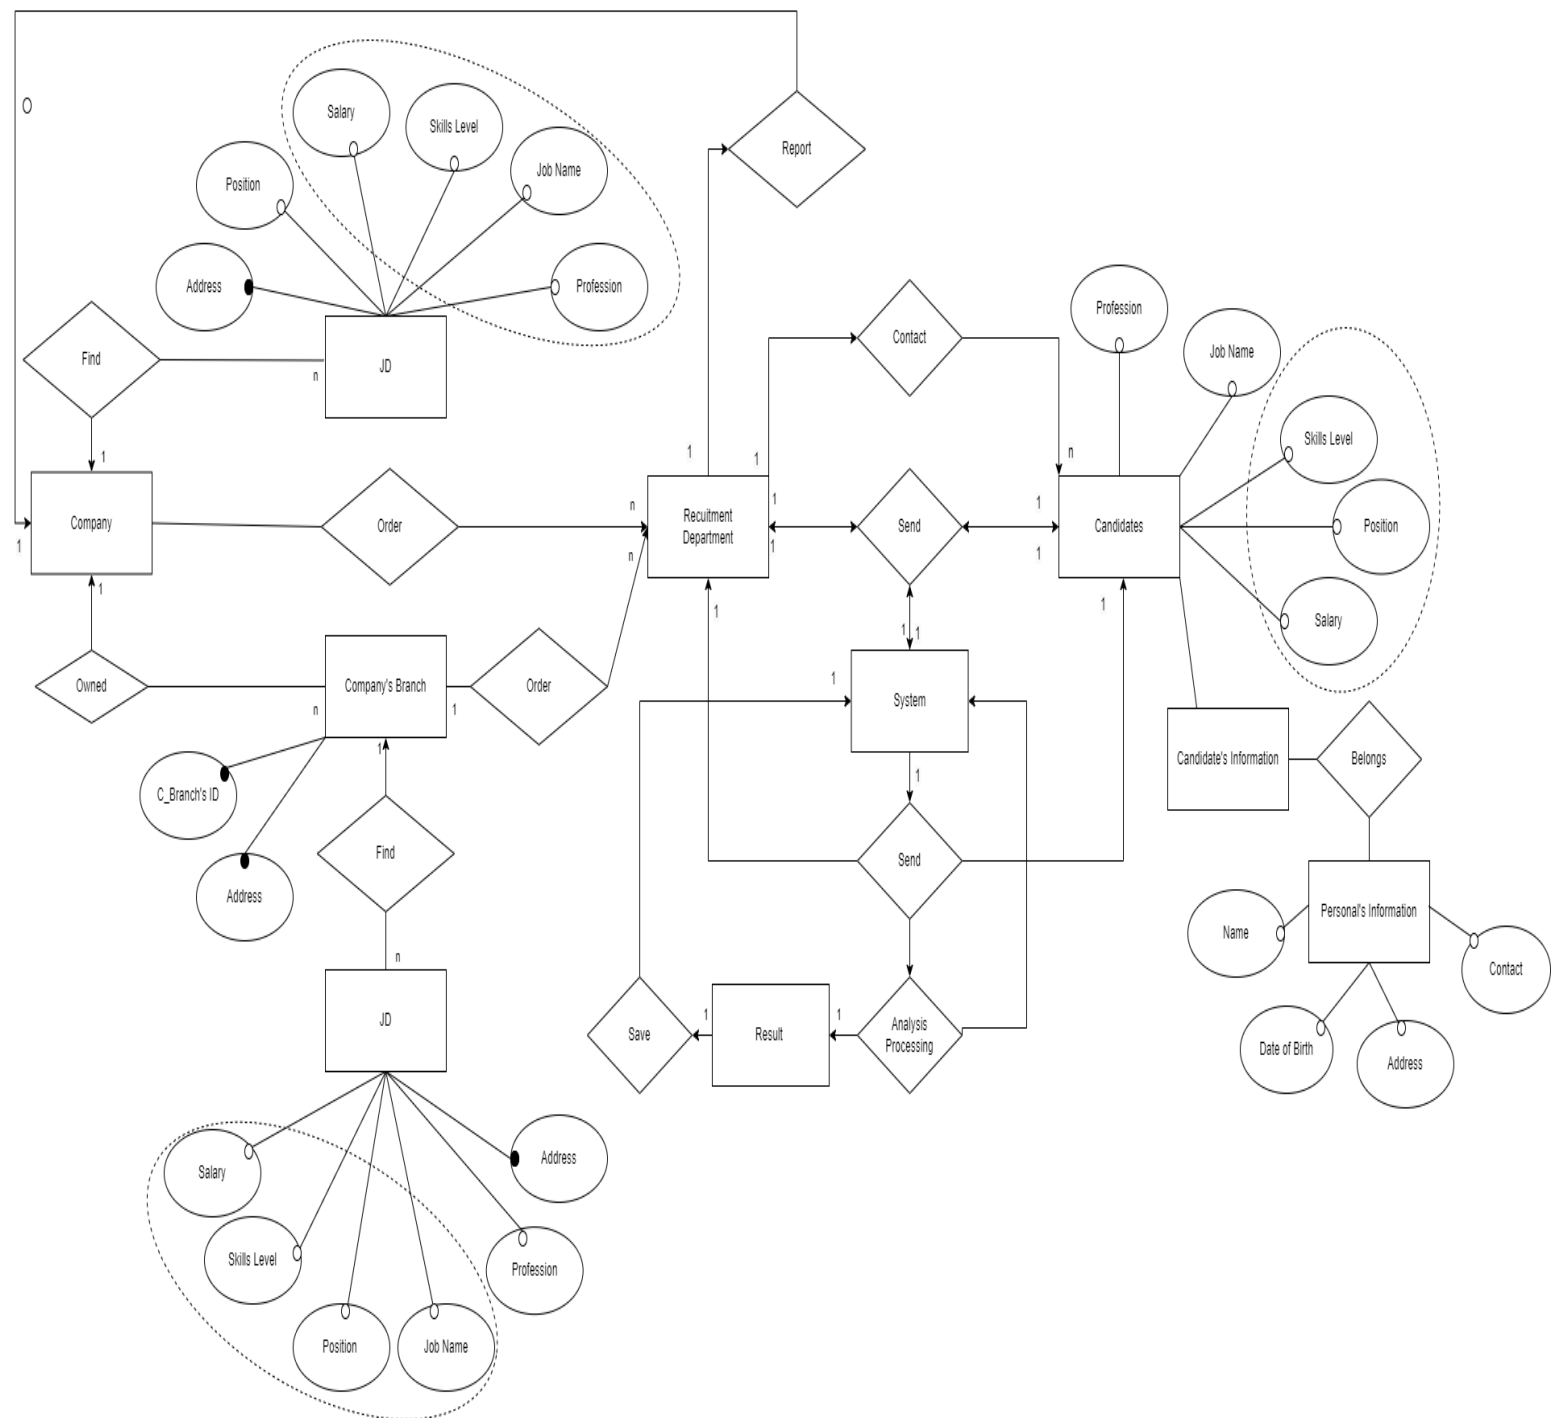 Salary
Skills Level
Position
Job Name
Report
Address
Profession
Profession
Find
JD
n
Contact
Job Name
1
1
1
n
Skills Level
Company
Order
n
Recuitment
Department
1
Send
1
Candidates
Position
1
n
1
1
1
1
1
1
1
Salary
Owned
Company's Branch
Order
1
System
n
1
1
C_Branch's ID
1
Candidate's Information
Belongs
Find
Send
Address
Personal's Information
Name
n
Contact
JD
1
1
Save
Result
Analysis
Processing
Date of Birth
Address
Address
Salary
Skills Level
Profession
Position
Job Name